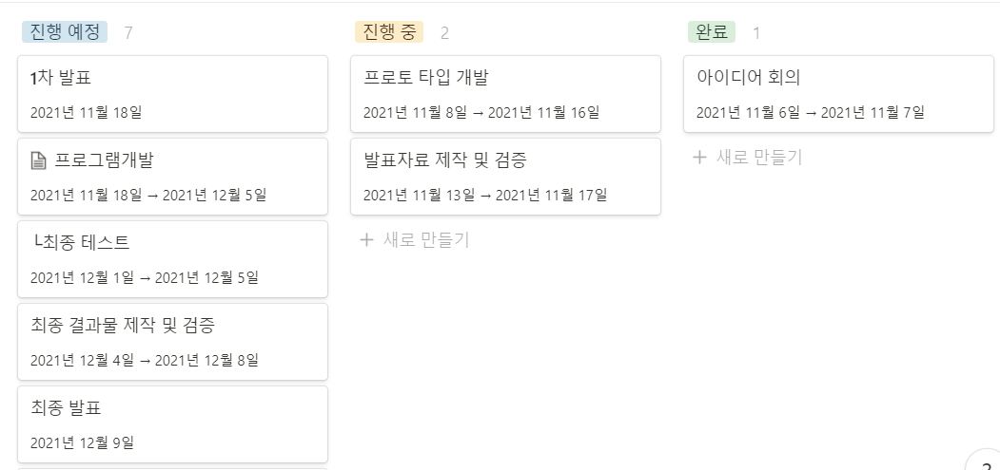 진행 예정 7
1차 발표
2021년 11월 18일
프로그램개발
2021년 11월 18일 → 2021년 12월 5일
└최종 테스트
2021년 12월 1일 → 2021년 12월 5일
최종 결과물 제작 및 검증
2021년 12월 4일 → 2021년 12월 8일
최종 발표
2021년 12월 9일
진행 중 2
프로토 타입 개발
2021년 11월 8일 → 2021년 11월 16일
발표자료 제작 및 검증
2021년 11월 13일 → 2021년 11월 17일
+ 새로 만들기
완료 1
아이디어 회의
2021년 11월 6일 → 2021년 11월 7일
+ 새로 만들기